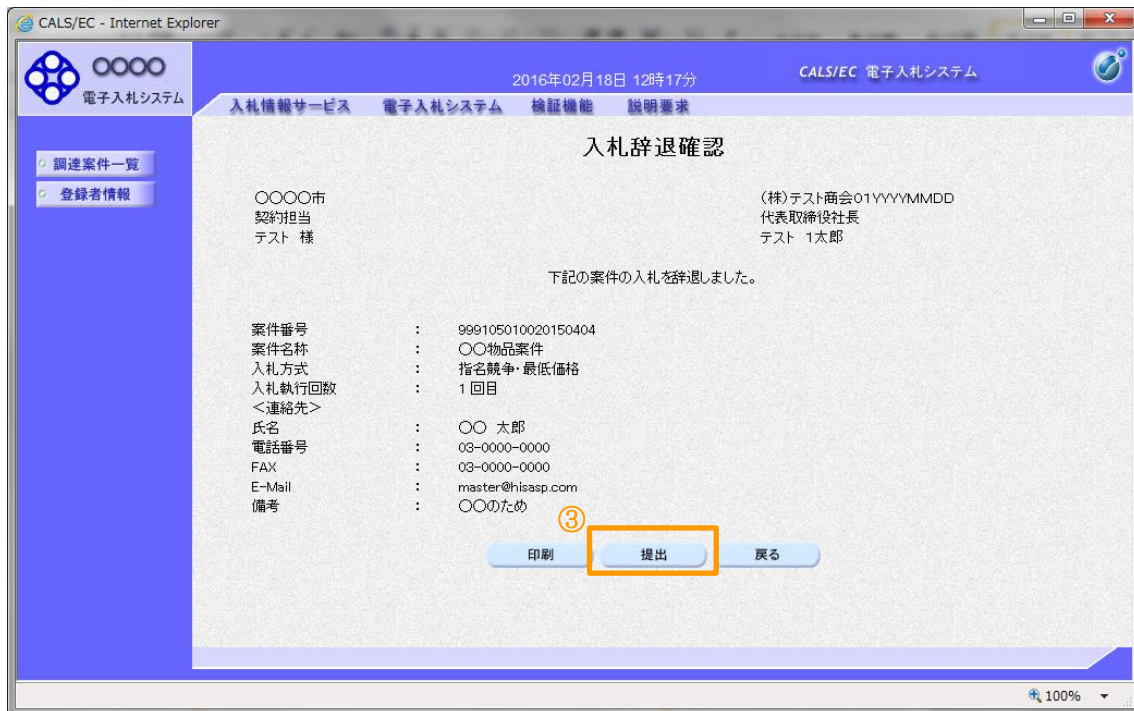 CALS/EC - Internet Explorer
〇〇〇〇
電子入札システム
2016年02月18日 12時17分
CALS/EC 電子入札システム
入札情報サービス 電子入札システム 検証機能 説明要求
調達案件一覧
登録者情報
入札辞退確認
〇〇〇〇市
契約担当
テスト 様
(株)テスト商会01YYYYMMDD
代表取締役社長
テスト 1太郎
下記の案件の入札を辞退しました。
案件番号 : 999105010020150404
案件名称 : 〇〇物品案件
入札方式 : 指名競争・最低価格
入札執行回数 : 1回目
<連絡先>
氏名 : 〇〇 太郎
電話番号 : 03-0000-0000
FAX : 03-0000-0000
E-Mail : master@hisasp.com
備考 : 〇〇のため
③
印刷 提出 戻る
100%